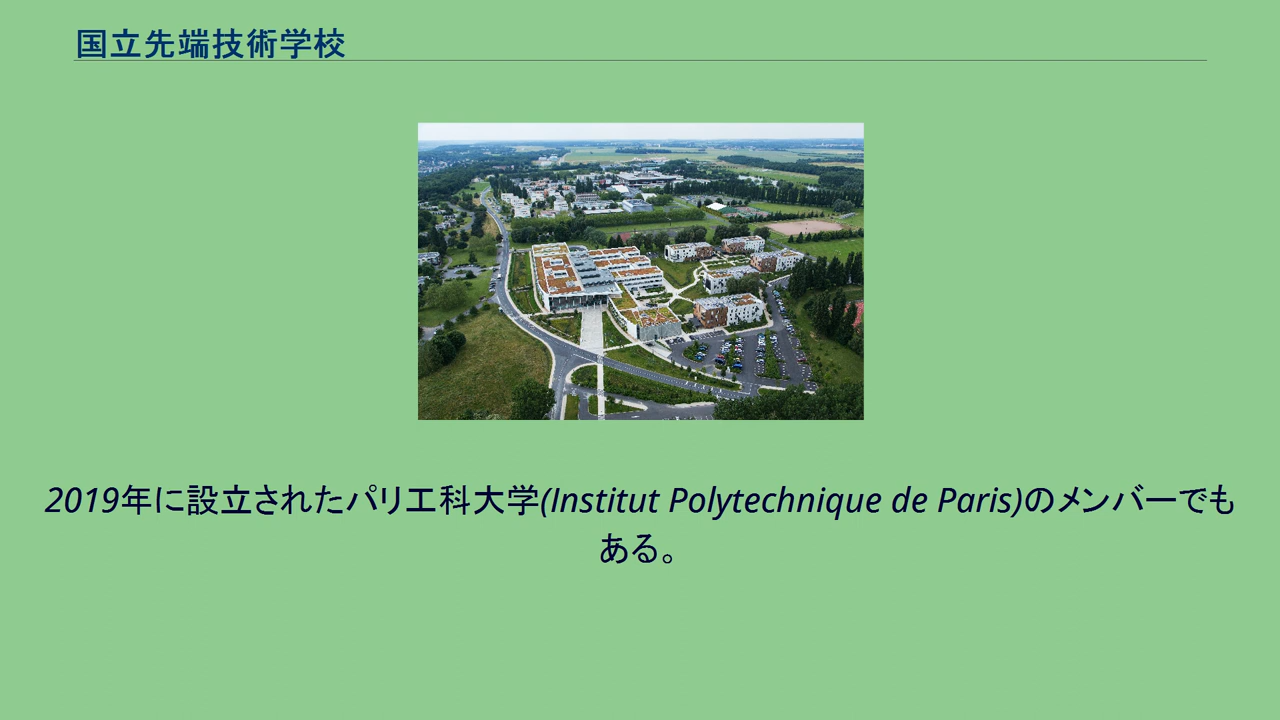 国立先端技術学校
2019年に設立されたパリ工科大学(Institut Polytechnique de Paris)のメンバーでも
ある。